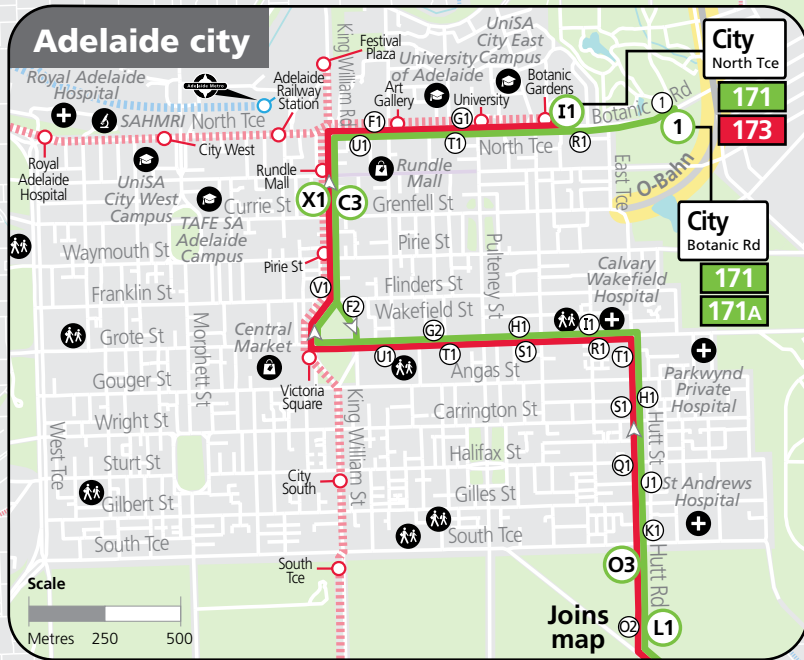 Adelaide city
King William Rd
Festival
Plaza
University
of Adelaide
UniSA
City East
Campus
City
North Tce
171
173
Royal Adelaide
Hospital
Adelaide Metro
Adelaide
Railway
Station
Art
Gallery
University
Botanic
Gardens
I1
Botanic Rd
1
1
SAHMRI
North Tce
F1
G1
Royal
Adelaide
Hospital
City West
U1
T1
North Tce
R1
Rundle
Mall
Rundle
Mall
UniSA
City West
Campus
East Tce
O-Bahn
City
Botanic Rd
171
171A
TAFE SA
Adelaide
Campus
Currie St
X1
C3
Grenfell St
Waymouth St
Pirie St
Pirie St
Pulteney St
Franklin St
V1
F2
Flinders St
Wakefield St
Calvary
Wakefield
Hospital
Grote St
Morphett St
Central
Market
G2
H1
I1
U1
T1
S1
R1
T1
Gouger St
Victoria
Square
Angas St
Parkwynd
Private
Hospital
Wright St
King William St
Carrington St
S1
H1
Hutt St
West Tce
Sturt St
Halifax St
Q1
City
South
J1
St Andrews
Hospital
Gilbert St
Gilles St
South Tce
South Tce
K1
South
Tce
O3
Hutt Rd
Scale
Metres 250 500
Joins
map
O2
L1